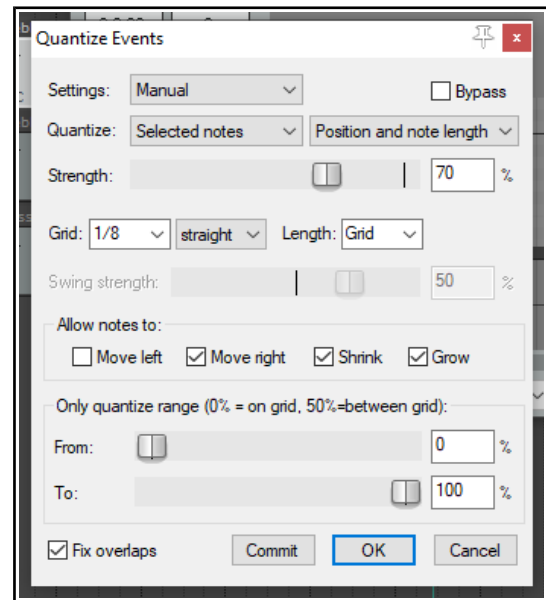 Quantize Events
Settings: Manual Bypass
Quantize: Selected notes Position and note length
Strength: 70 %
Grid: 1/8 straight Length: Grid
Swing strength: 50 %
Allow notes to:
Move left Move right Shrink Grow
Only quantize range (0% = on grid, 50%=between grid):
From: 0 %
To: 100 %
Fix overlaps Commit OK Cancel